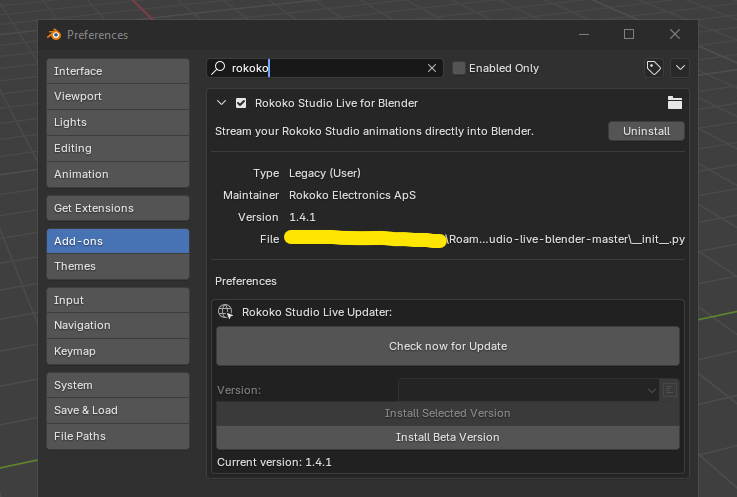 Preferences
Interface
Viewport
Lights
Editing
Animation
Get Extensions
Add-ons
Themes
Input
Navigation
Keymap
System
Save & Load
File Paths
rokoko
Enabled Only
Rokoko Studio Live for Blender
Stream your Rokoko Studio animations directly into Blender.
Uninstall
Type Legacy (User)
Maintainer Rokoko Electronics ApS
Version 1.4.1
File \Roam...udio-live-blender-master\__init__.py
Preferences
Rokoko Studio Live Updater:
Check now for Update
Version:
Install Selected Version
Install Beta Version
Current version: 1.4.1